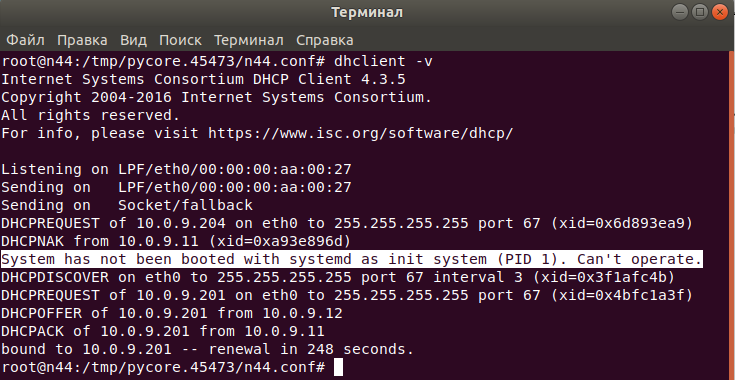 Терминал
Файл Правка Вид Поиск Терминал Справка
root@n44:/tmp/pycore.45473/n44.conf# dhclient -v
Internet Systems Consortium DHCP Client 4.3.5
Copyright 2004-2016 Internet Systems Consortium.
All rights reserved.
For info, please visit https://www.isc.org/software/dhcp/

Listening on LPF/eth0/00:00:00:aa:00:27
Sending on   LPF/eth0/00:00:00:aa:00:27
Sending on   Socket/fallback
DHCPREQUEST of 10.0.9.204 on eth0 to 255.255.255.255 port 67 (xid=0x6d893ea9)
DHCPNAK from 10.0.9.11 (xid=0xa93e896d)
System has not been booted with systemd as init system (PID 1). Can't operate.
DHCPDISCOVER on eth0 to 255.255.255.255 port 67 interval 3 (xid=0x3f1afc4b)
DHCPREQUEST of 10.0.9.201 on eth0 to 255.255.255.255 port 67 (xid=0x4bfc1a3f)
DHCPOFFER of 10.0.9.201 from 10.0.9.12
DHCPACK of 10.0.9.201 from 10.0.9.11
bound to 10.0.9.201 -- renewal in 248 seconds.
root@n44:/tmp/pycore.45473/n44.conf#